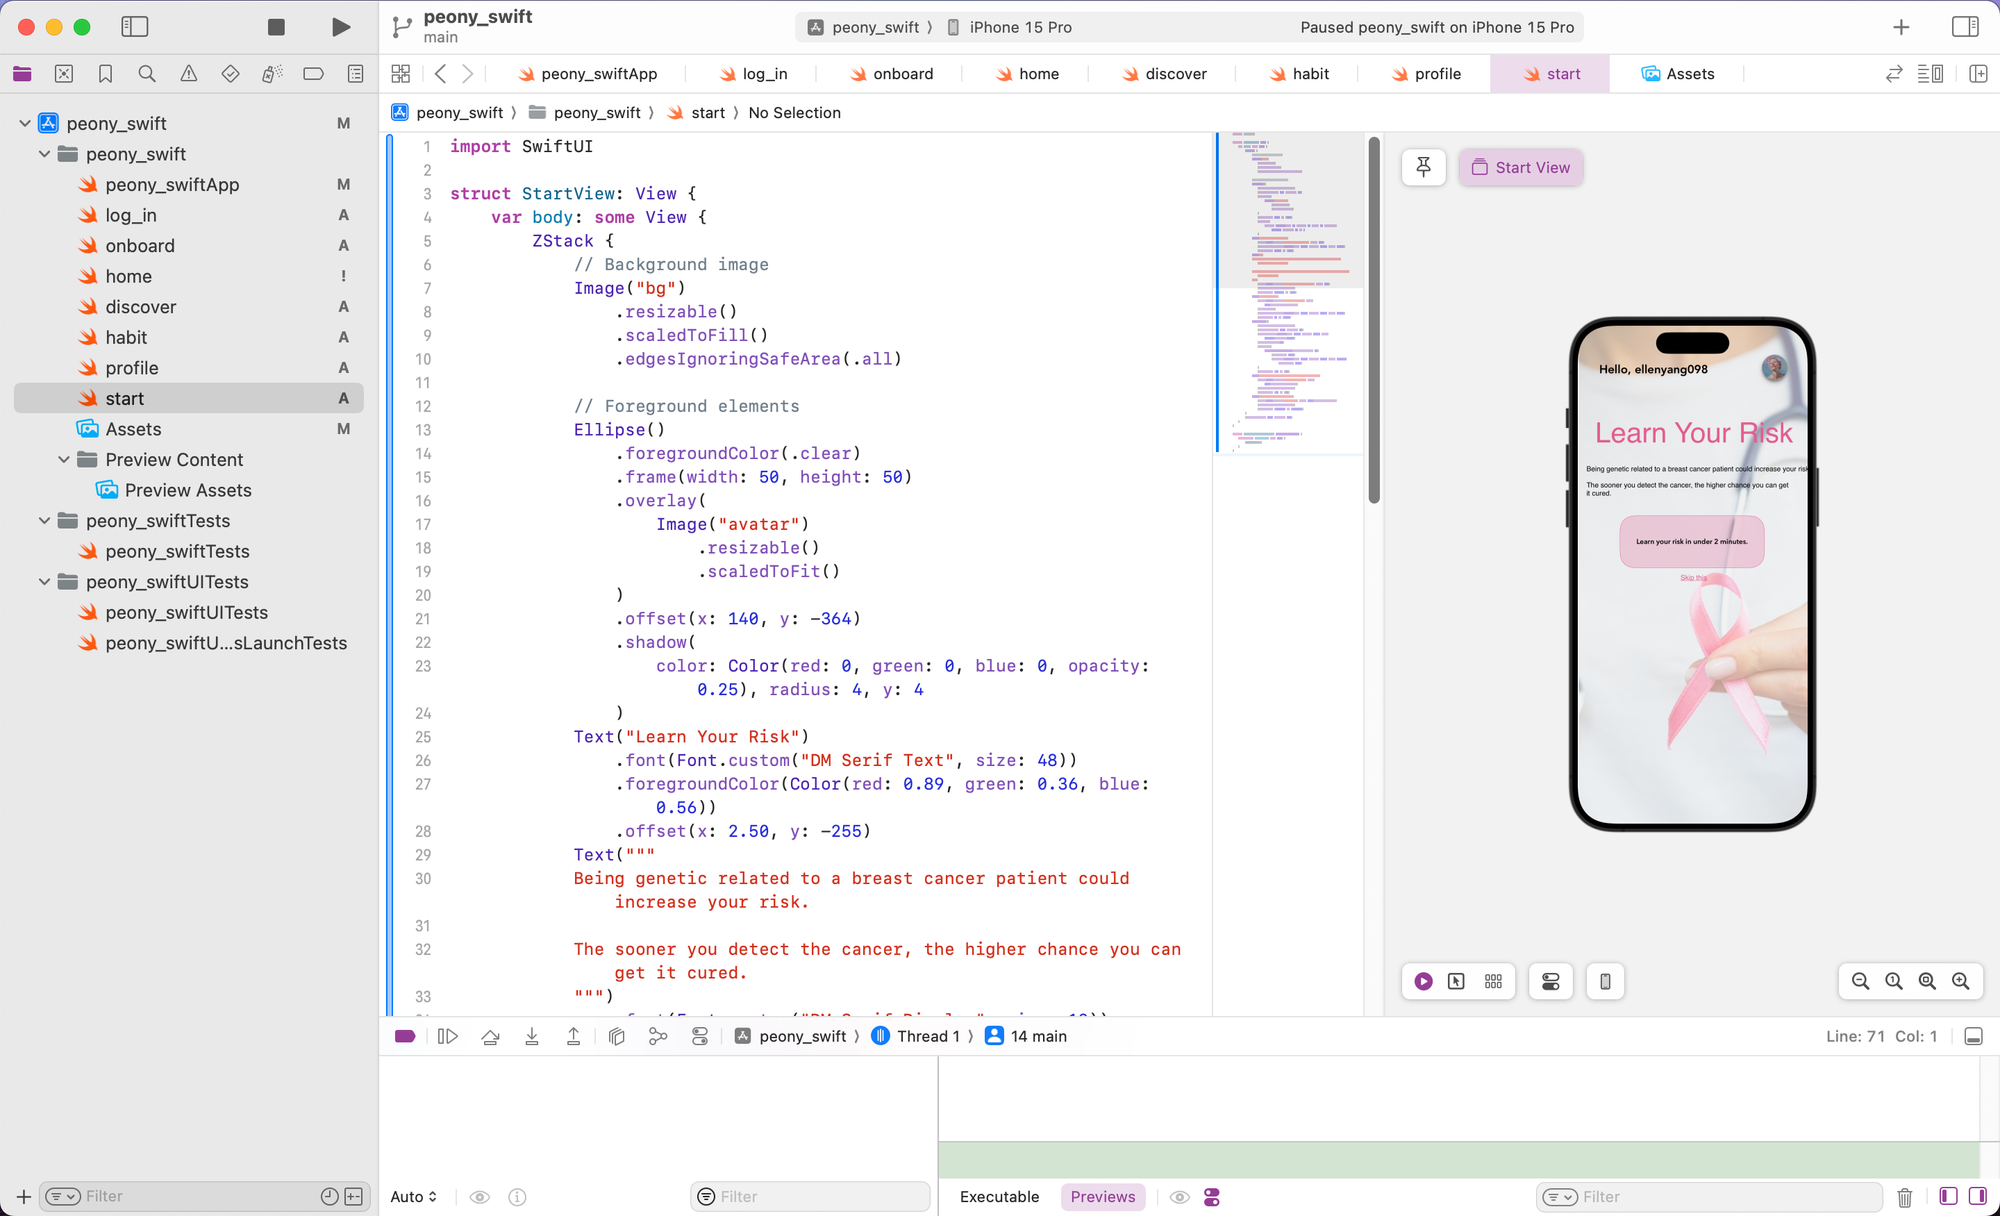 peony_swift
main
peony_swift
iPhone 15 Pro
Paused peony_swift on iPhone 15 Pro
peony_swiftApp
log_in
onboard
home
discover
habit
profile
start
Assets
peony_swift
peony_swift
start
No Selection
peony_swift M
peony_swift
peony_swiftApp M
log_in A
onboard A
home !
discover A
habit A
profile A
start A
Assets M
Preview Content
Preview Assets
peony_swiftTests
peony_swiftTests
peony_swiftUITests
peony_swiftUITests
peony_swiftU...sLaunchTests
Filter
1 import SwiftUI
2
3 struct StartView: View {
4 var body: some View {
5 ZStack {
6 // Background image
7 Image("bg")
8 .resizable()
9 .scaledToFill()
10 .edgesIgnoringSafeArea(.all)
11
12 // Foreground elements
13 Ellipse()
14 .foregroundColor(.clear)
15 .frame(width: 50, height: 50)
16 .overlay(
17 Image("avatar")
18 .resizable()
19 .scaledToFit()
20 )
21 .offset(x: 140, y: -364)
22 .shadow(
23 color: Color(red: 0, green: 0, blue: 0, opacity:
0.25), radius: 4, y: 4
24 )
25 Text("Learn Your Risk")
26 .font(Font.custom("DM Serif Text", size: 48))
27 .foregroundColor(Color(red: 0.89, green: 0.36, blue:
0.56))
28 .offset(x: 2.50, y: -255)
29 Text("""
30 Being genetic related to a breast cancer patient could
increase your risk.
31
32 The sooner you detect the cancer, the higher chance you can
get it cured.
33 """)
Start View
Hello, ellenyang098
Learn Your Risk
Being genetic related to a breast cancer patient could increase your risk
The sooner you detect the cancer, the higher chance you can get
it cured.
Learn your risk in under 2 minutes.
Skip this
peony_swift
Thread 1
14 main
Line: 71 Col: 1
Auto
Filter
Executable
Previews
Filter